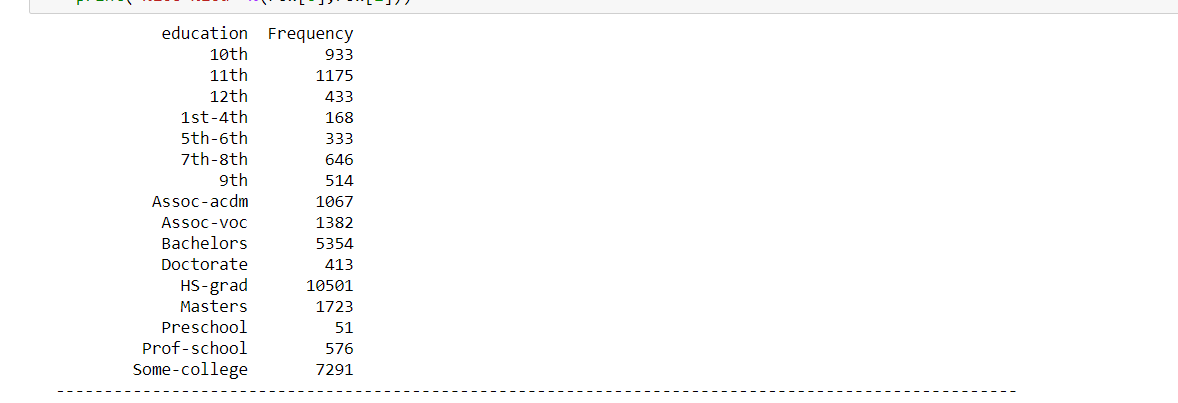 education Frequency
10th 933
11th 1175
12th 433
1st-4th 168
5th-6th 333
7th-8th 646
9th 514
Assoc-acdm 1067
Assoc-voc 1382
Bachelors 5354
Doctorate 413
HS-grad 10501
Masters 1723
Preschool 51
Prof-school 576
Some-college 7291
----------------------------------------------------------------------------------------------------